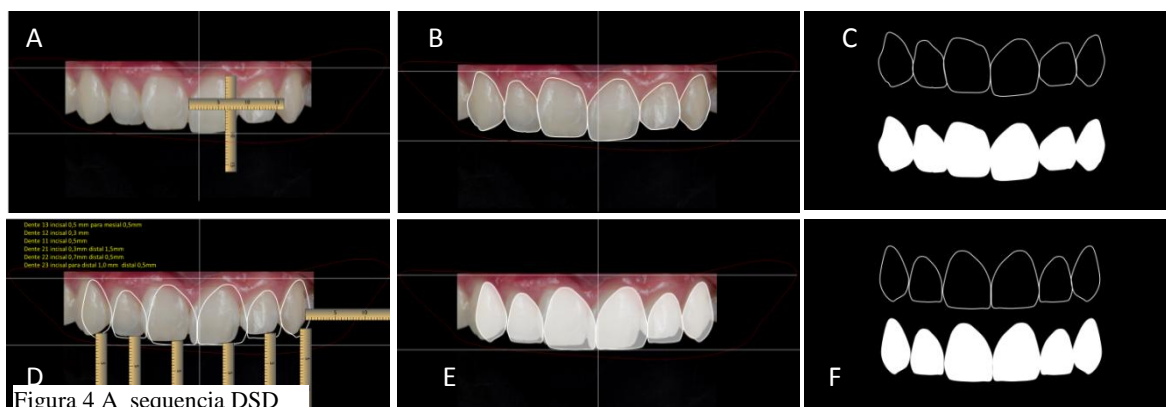 A
B
C
Dente 13 incisal 0,5 mm para mesial 0,5mm
Dente 12 incisal 0,3 mm
Dente 11 incisal 0,5mm
Dente 21 incisal 0,3mm distal 1,5mm
Dente 22 incisal 0,7mm distal 0,5mm
Dente 23 incisal para distal 1,0 mm  distal 0,5mm
D
E
F
Figura 4 A  sequencia DSD